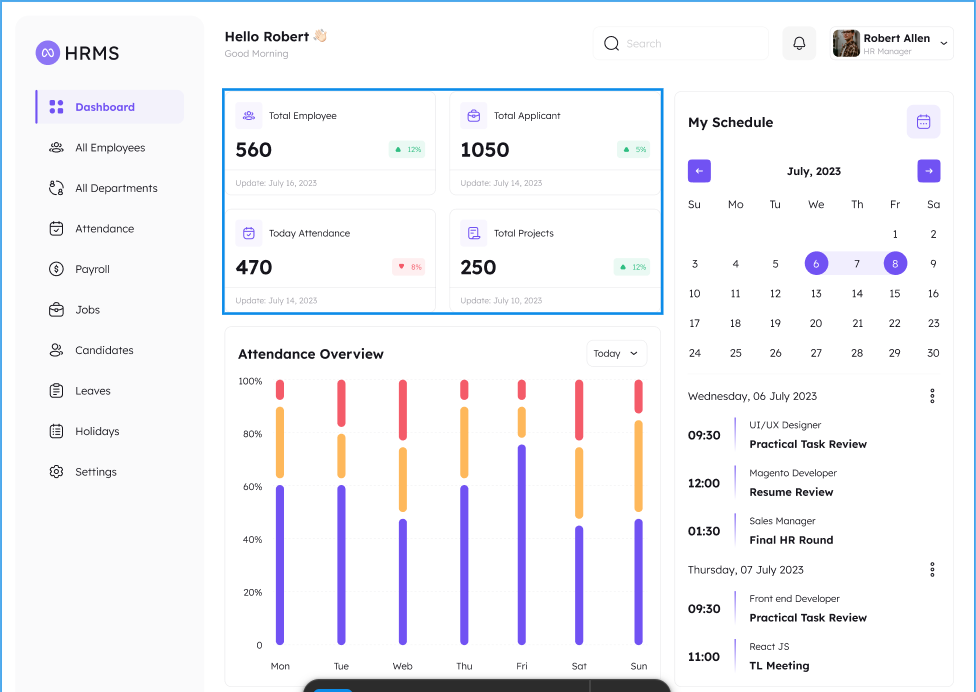 HRMS
Dashboard
All Employees
All Departments
Attendance
Payroll
Jobs
Candidates
Leaves
Holidays
Settings
Hello Robert 👋🏻
Good Morning
Search
Robert Allen
HR Manager
Total Employee
560
12%
Update: July 16, 2023
Total Applicant
1050
5%
Update: July 14, 2023
Today Attendance
470
8%
Update: July 14, 2023
Total Projects
250
12%
Update: July 10, 2023
Attendance Overview
Today
100%
80%
60%
40%
20%
0
Mon Tue Web Thu Fri Sat Sun
My Schedule
July, 2023
Su Mo Tu We Th Fr Sa
1 2
3 4 5 6 7 8 9
10 11 12 13 14 15 16
17 18 19 20 21 22 23
24 25 26 27 28 29 30
Wednesday, 06 July 2023
09:30
UI/UX Designer
Practical Task Review
12:00
Magento Developer
Resume Review
01:30
Sales Manager
Final HR Round
Thursday, 07 July 2023
09:30
Front end Developer
Practical Task Review
11:00
React JS
TL Meeting